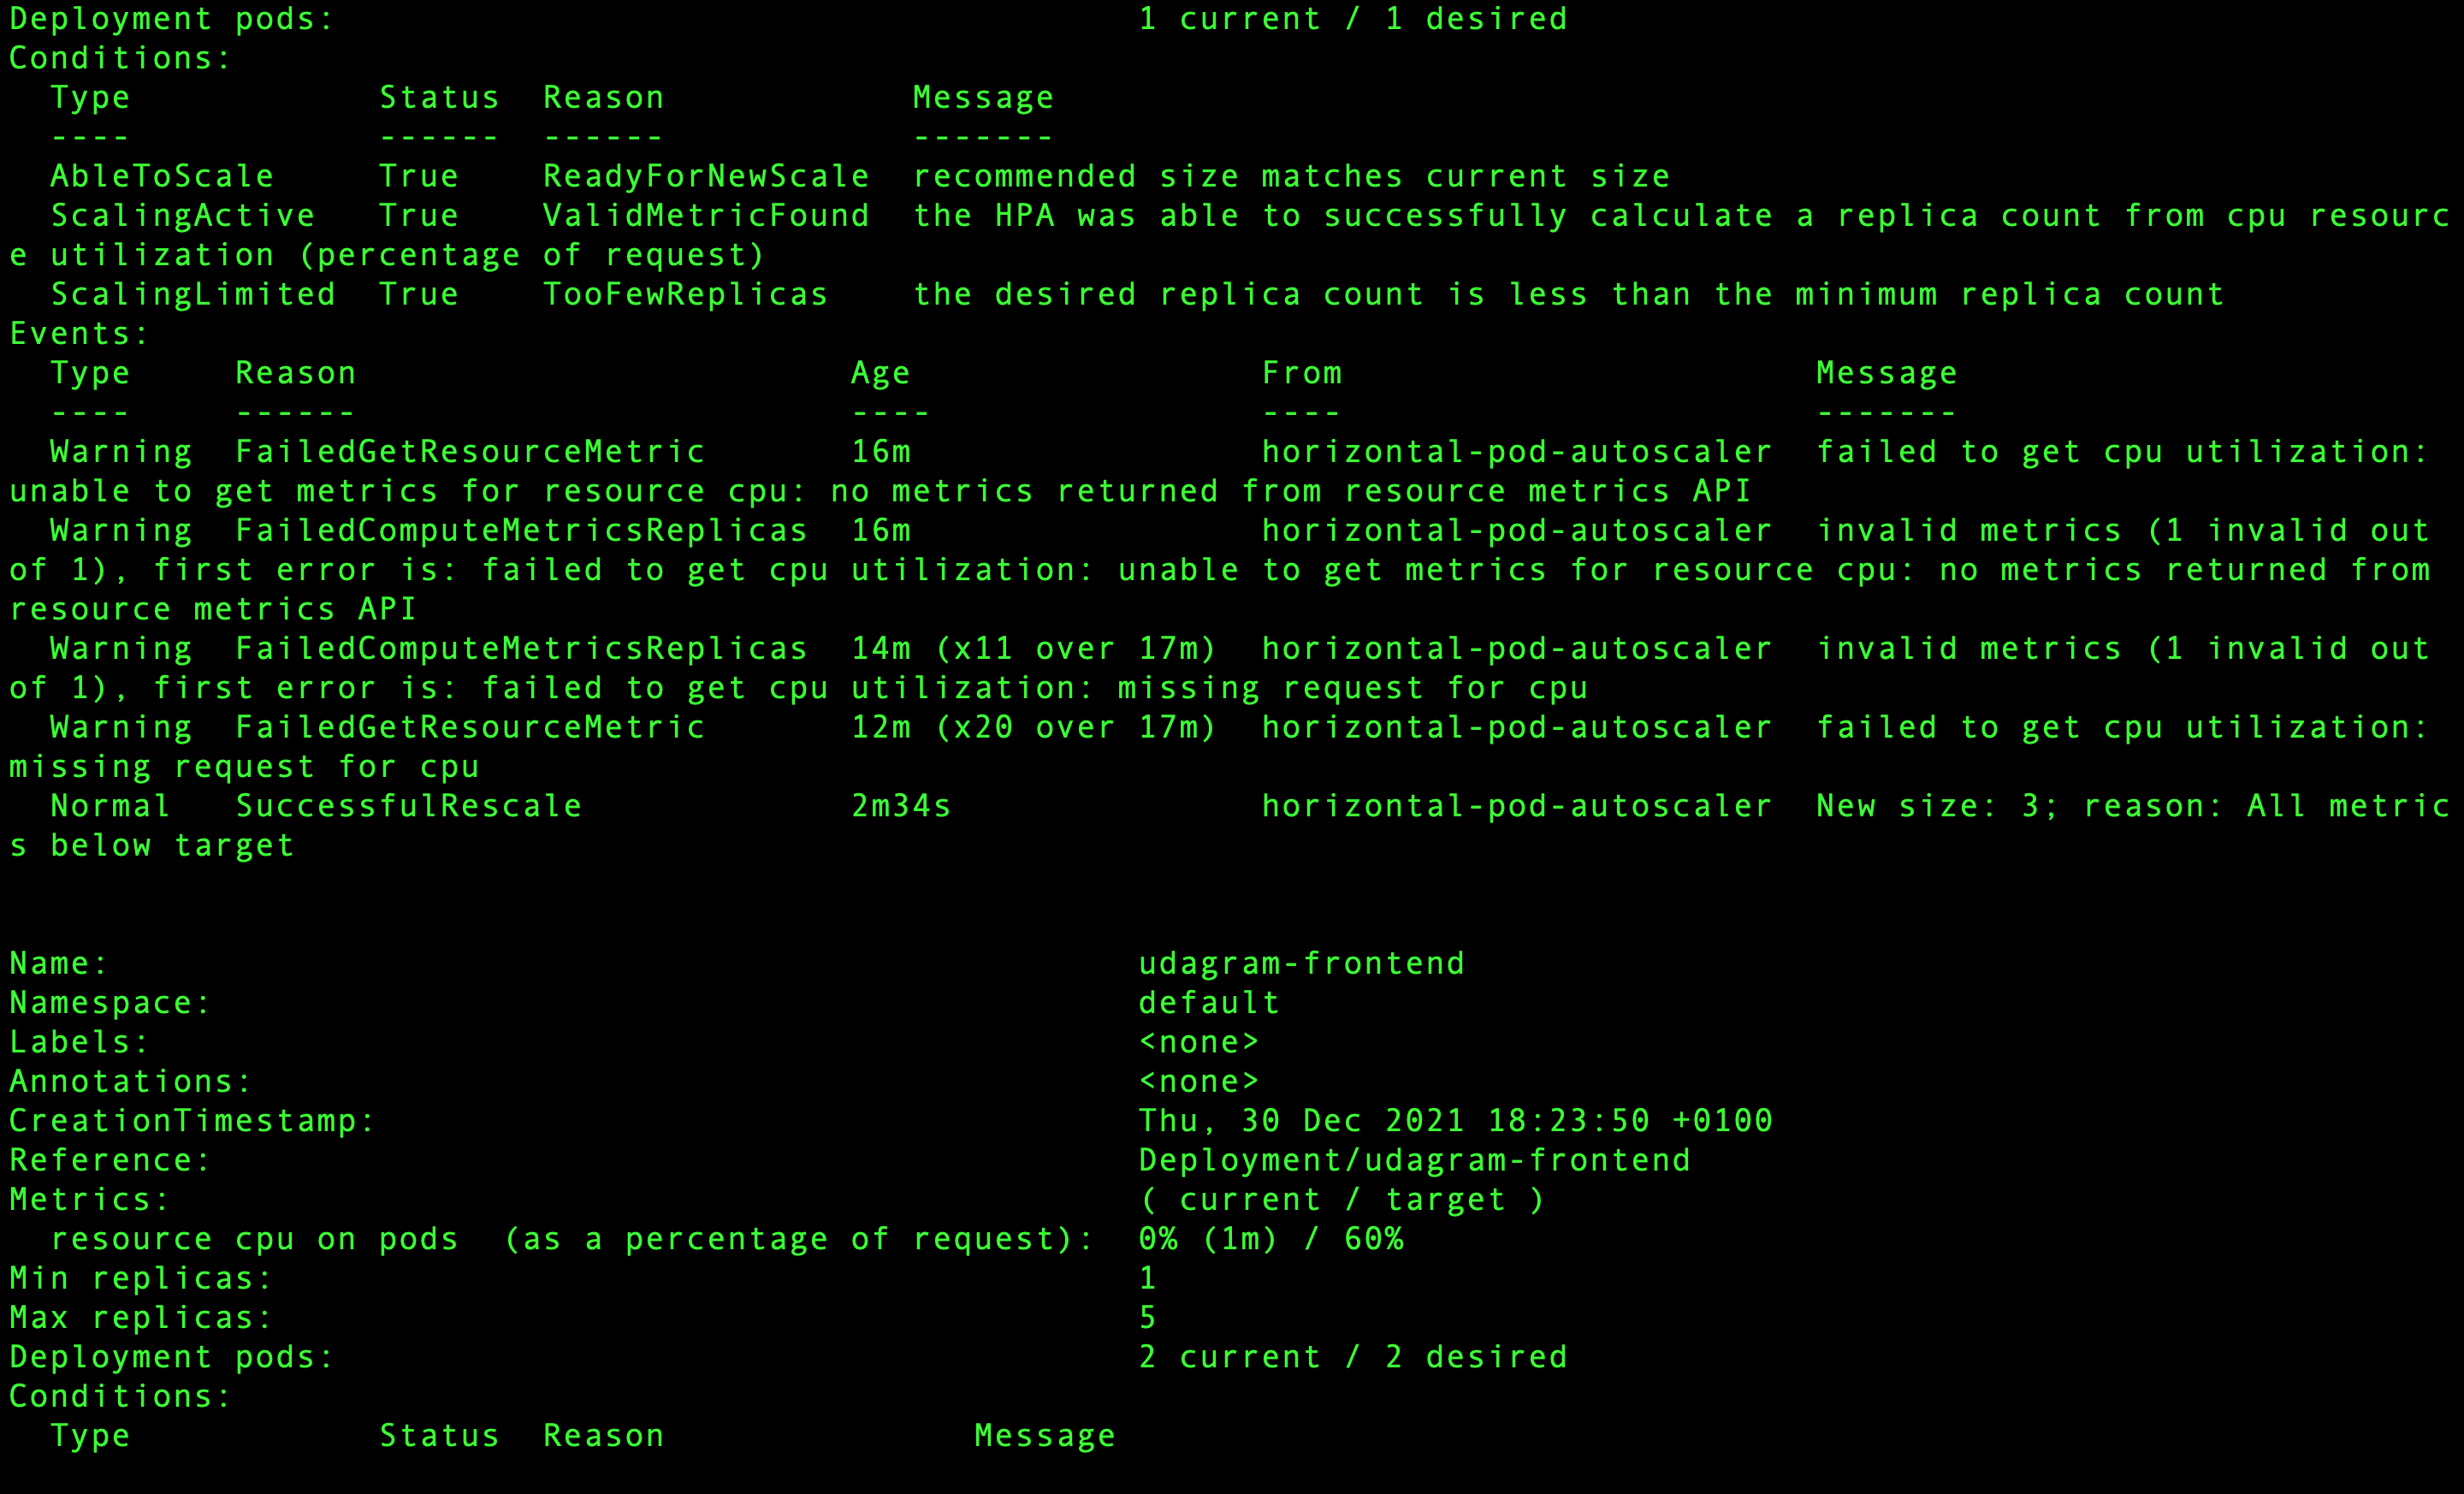 Deployment pods:                                       1 current / 1 desired
Conditions:
  Type            Status  Reason            Message
  ----            ------  ------            -------
  AbleToScale     True    ReadyForNewScale  recommended size matches current size
  ScalingActive   True    ValidMetricFound  the HPA was able to successfully calculate a replica count from cpu resourc
e utilization (percentage of request)
  ScalingLimited  True    TooFewReplicas    the desired replica count is less than the minimum replica count
Events:
  Type     Reason                        Age                 From                       Message
  ----     ------                        ----                ----                       -------
  Warning  FailedGetResourceMetric       16m                 horizontal-pod-autoscaler  failed to get cpu utilization:
unable to get metrics for resource cpu: no metrics returned from resource metrics API
  Warning  FailedComputeMetricsReplicas  16m                 horizontal-pod-autoscaler  invalid metrics (1 invalid out
of 1), first error is: failed to get cpu utilization: unable to get metrics for resource cpu: no metrics returned from
resource metrics API
  Warning  FailedComputeMetricsReplicas  14m (x11 over 17m)  horizontal-pod-autoscaler  invalid metrics (1 invalid out
of 1), first error is: failed to get cpu utilization: missing request for cpu
  Warning  FailedGetResourceMetric       12m (x20 over 17m)  horizontal-pod-autoscaler  failed to get cpu utilization:
missing request for cpu
  Normal   SuccessfulRescale             2m34s               horizontal-pod-autoscaler  New size: 3; reason: All metric
s below target
Name:                                                  udagram-frontend
Namespace:                                             default
Labels:                                                <none>
Annotations:                                           <none>
CreationTimestamp:                                     Thu, 30 Dec 2021 18:23:50 +0100
Reference:                                             Deployment/udagram-frontend
Metrics:                                               ( current / target )
  resource cpu on pods  (as a percentage of request):  0% (1m) / 60%
Min replicas:                                          1
Max replicas:                                          5
Deployment pods:                                       2 current / 2 desired
Conditions:
  Type            Status  Reason               Message